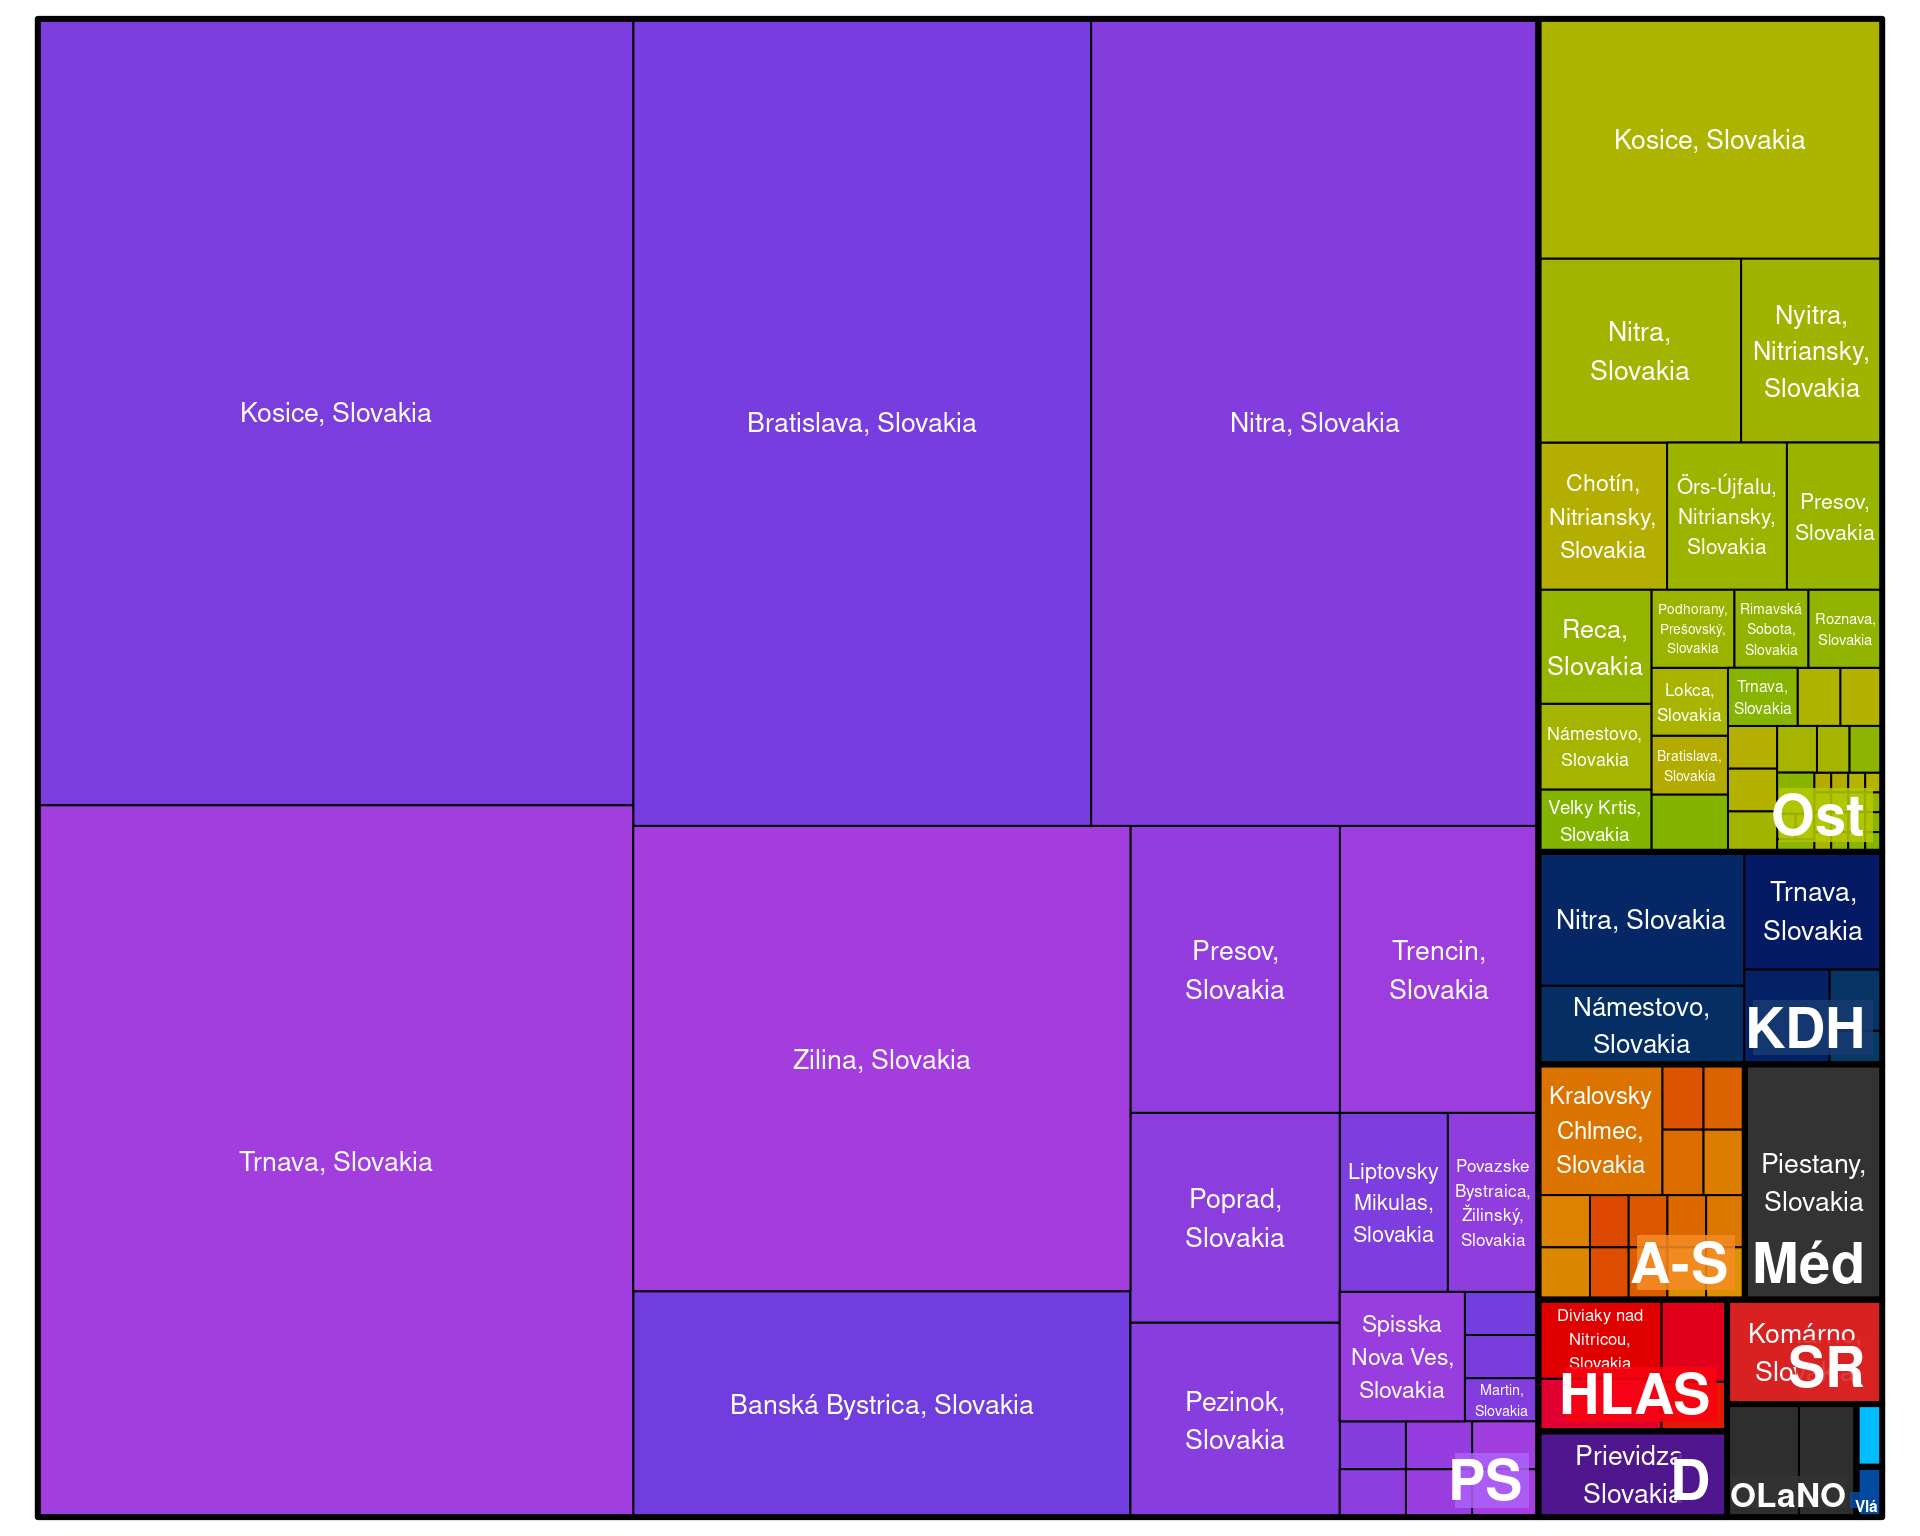 Kosice, Slovakia
Bratislava, Slovakia
Nitra, Slovakia
Trnava, Slovakia
Zilina, Slovakia
Banská Bystrica, Slovakia
Presov,
Slovakia
Trencin,
Slovakia
Poprad,
Slovakia
Pezinok,
Slovakia
Liptovsky
Mikulas,
Slovakia
Povazske
Bystraica,
Žilinský,
Slovakia
Spisska
Nova Ves,
Slovakia
Martin,
Slovakia
PS
Kosice, Slovakia
Nitra,
Slovakia
Nyitra,
Nitriansky,
Slovakia
Chotín,
Nitriansky,
Slovakia
Örs-Újfalu,
Nitriansky,
Slovakia
Presov,
Slovakia
Reca,
Slovakia
Podhorany,
Prešovský,
Slovakia
Rimavská
Sobota,
Slovakia
Roznava,
Slovakia
Námestovo,
Slovakia
Lokca,
Slovakia
Trnava,
Slovakia
Bratislava,
Slovakia
Velky Krtis,
Slovakia
Ost
Nitra, Slovakia
Trnava,
Slovakia
Námestovo,
Slovakia
KDH
Kralovsky
Chlmec,
Slovakia
A-S
Piestany,
Slovakia
Méd
Diviaky nad
Nitricou,
Slovakia
HLAS
Komárno,
Slovakia
SR
Prievidza,
Slovakia
D
OLaNO
Vlá